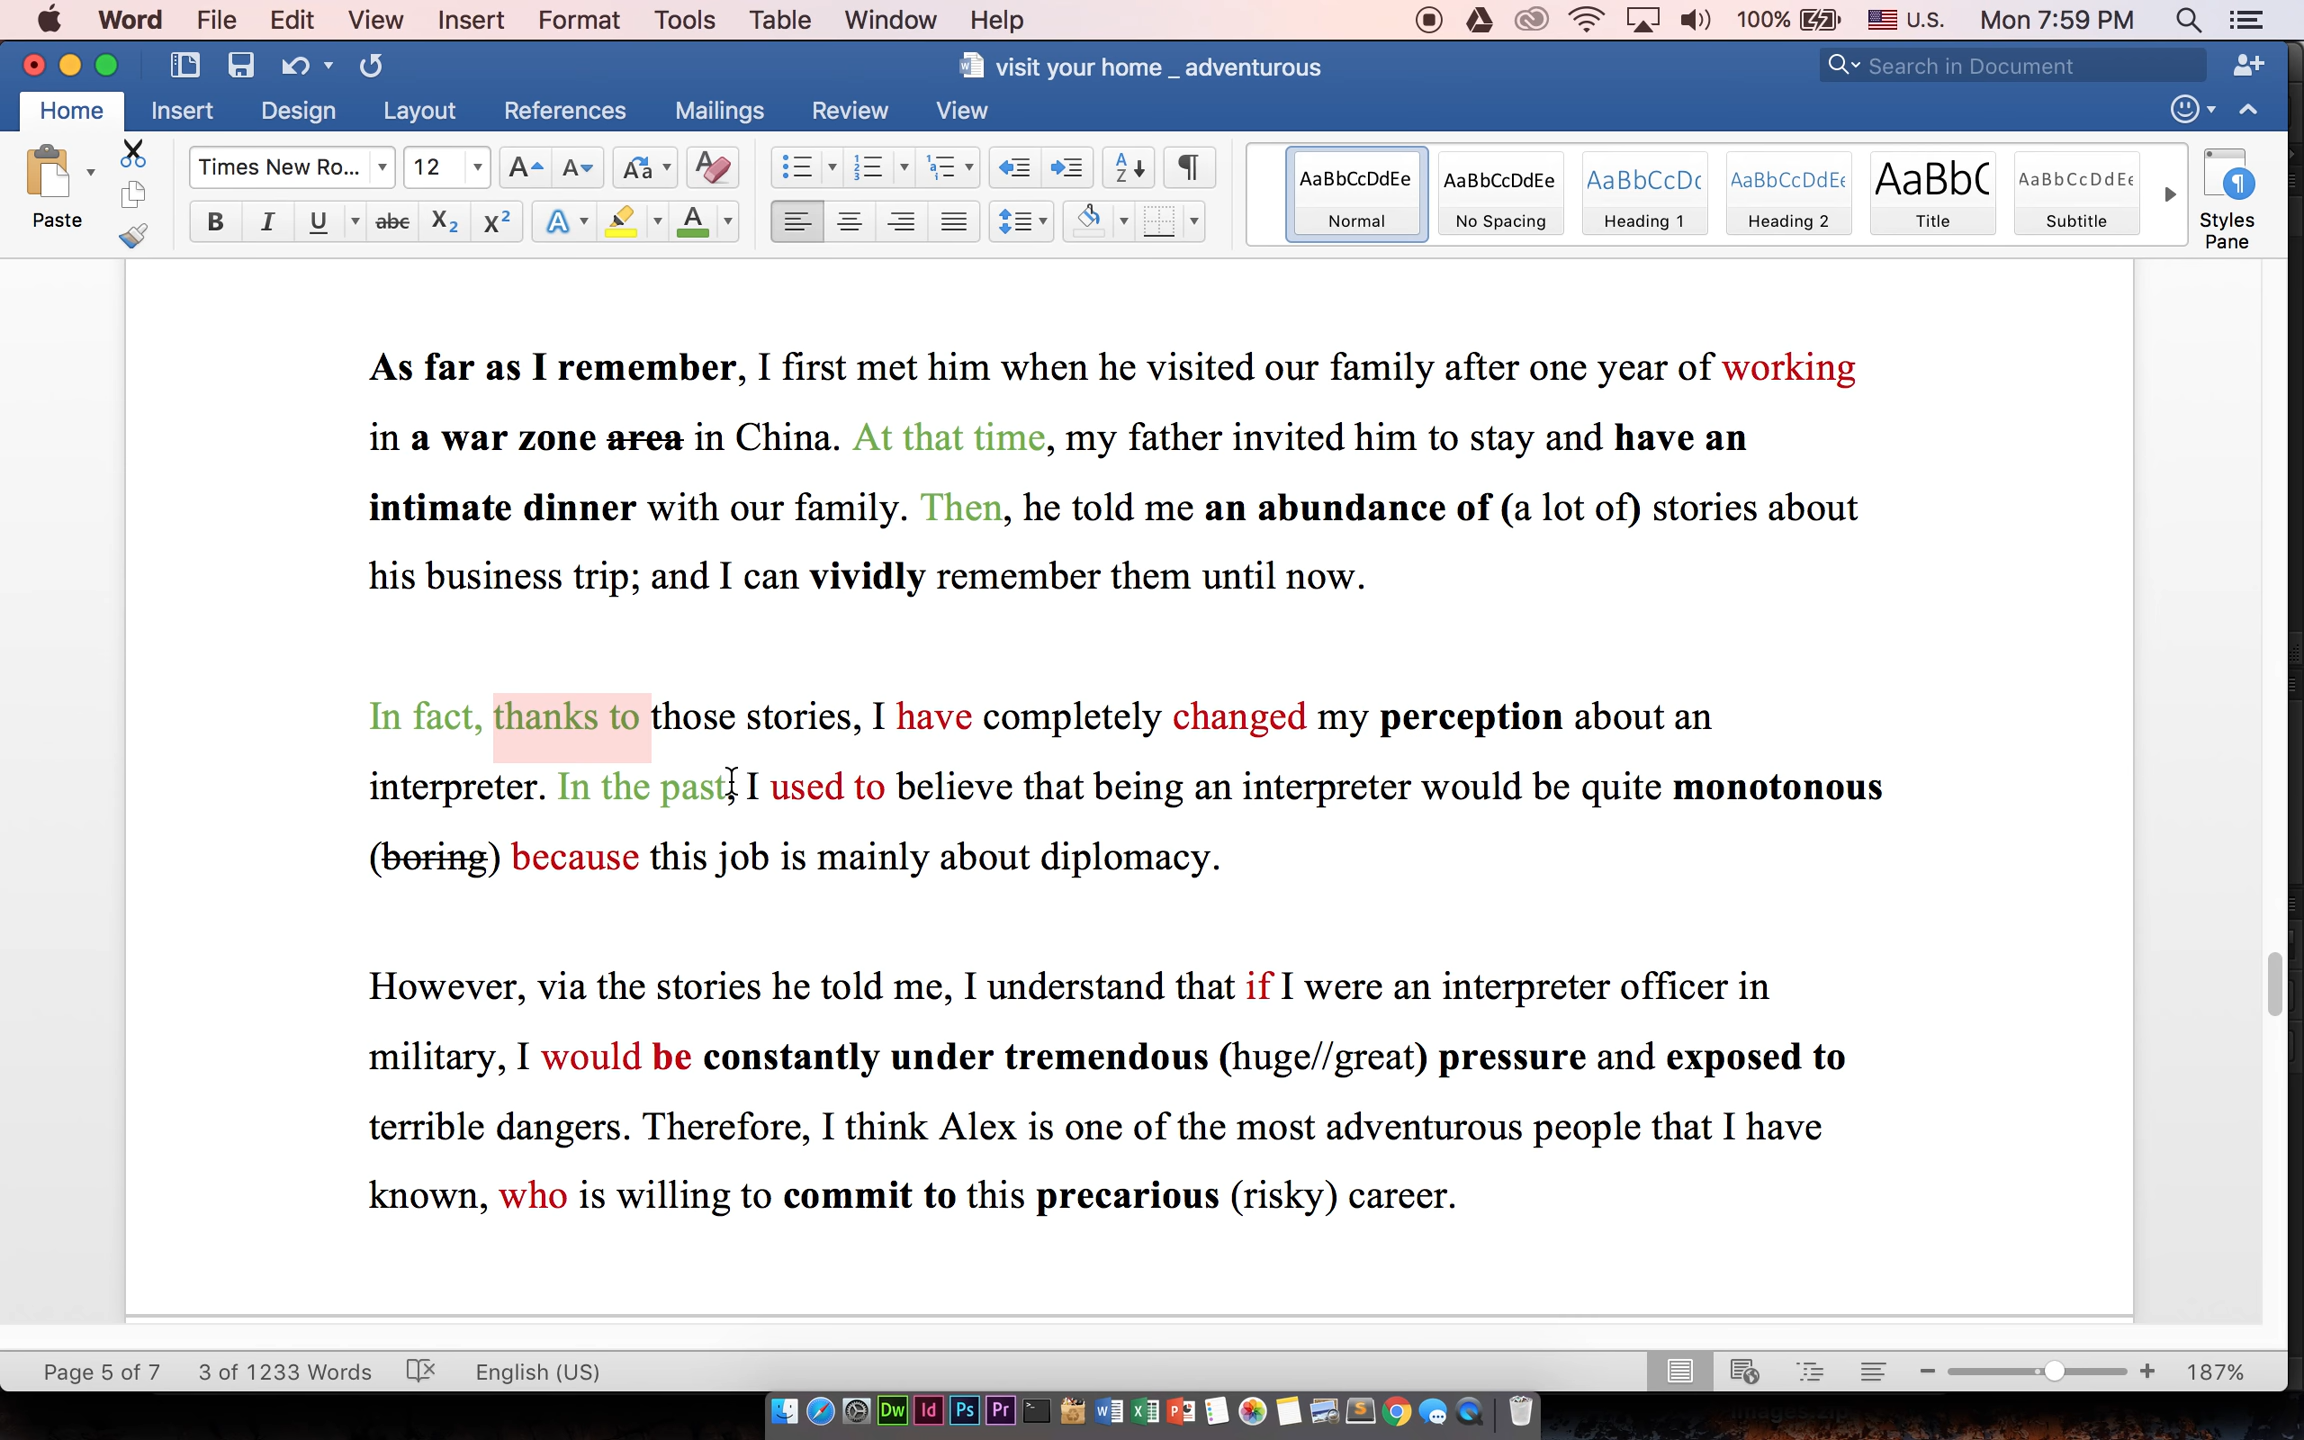 Word File Edit View Insert Format Tools Table Window Help 100% U.S. Mon 7:59 PM
visit your home _ adventurous Search in Document
Home Insert Design Layout References Mailings Review View
Paste Times New Ro... 12 Styles Pane
AaBbCcDdEe AaBbCcDdEe AaBbCcDc AaBbCcDdEe AaBbC AaBbCcDdEe
Normal No Spacing Heading 1 Heading 2 Title Subtitle
As far as I remember, I first met him when he visited our family after one year of working
in a war zone area in China. At that time, my father invited him to stay and have an
intimate dinner with our family. Then, he told me an abundance of (a lot of) stories about
his business trip; and I can vividly remember them until now.
In fact, thanks to those stories, I have completely changed my perception about an
interpreter. In the past, I used to believe that being an interpreter would be quite monotonous
(boring) because this job is mainly about diplomacy.
However, via the stories he told me, I understand that if I were an interpreter officer in
military, I would be constantly under tremendous (huge//great) pressure and exposed to
terrible dangers. Therefore, I think Alex is one of the most adventurous people that I have
known, who is willing to commit to this precarious (risky) career.
Page 5 of 7 3 of 1233 Words English (US) 187%
Dw Id Ps Pr